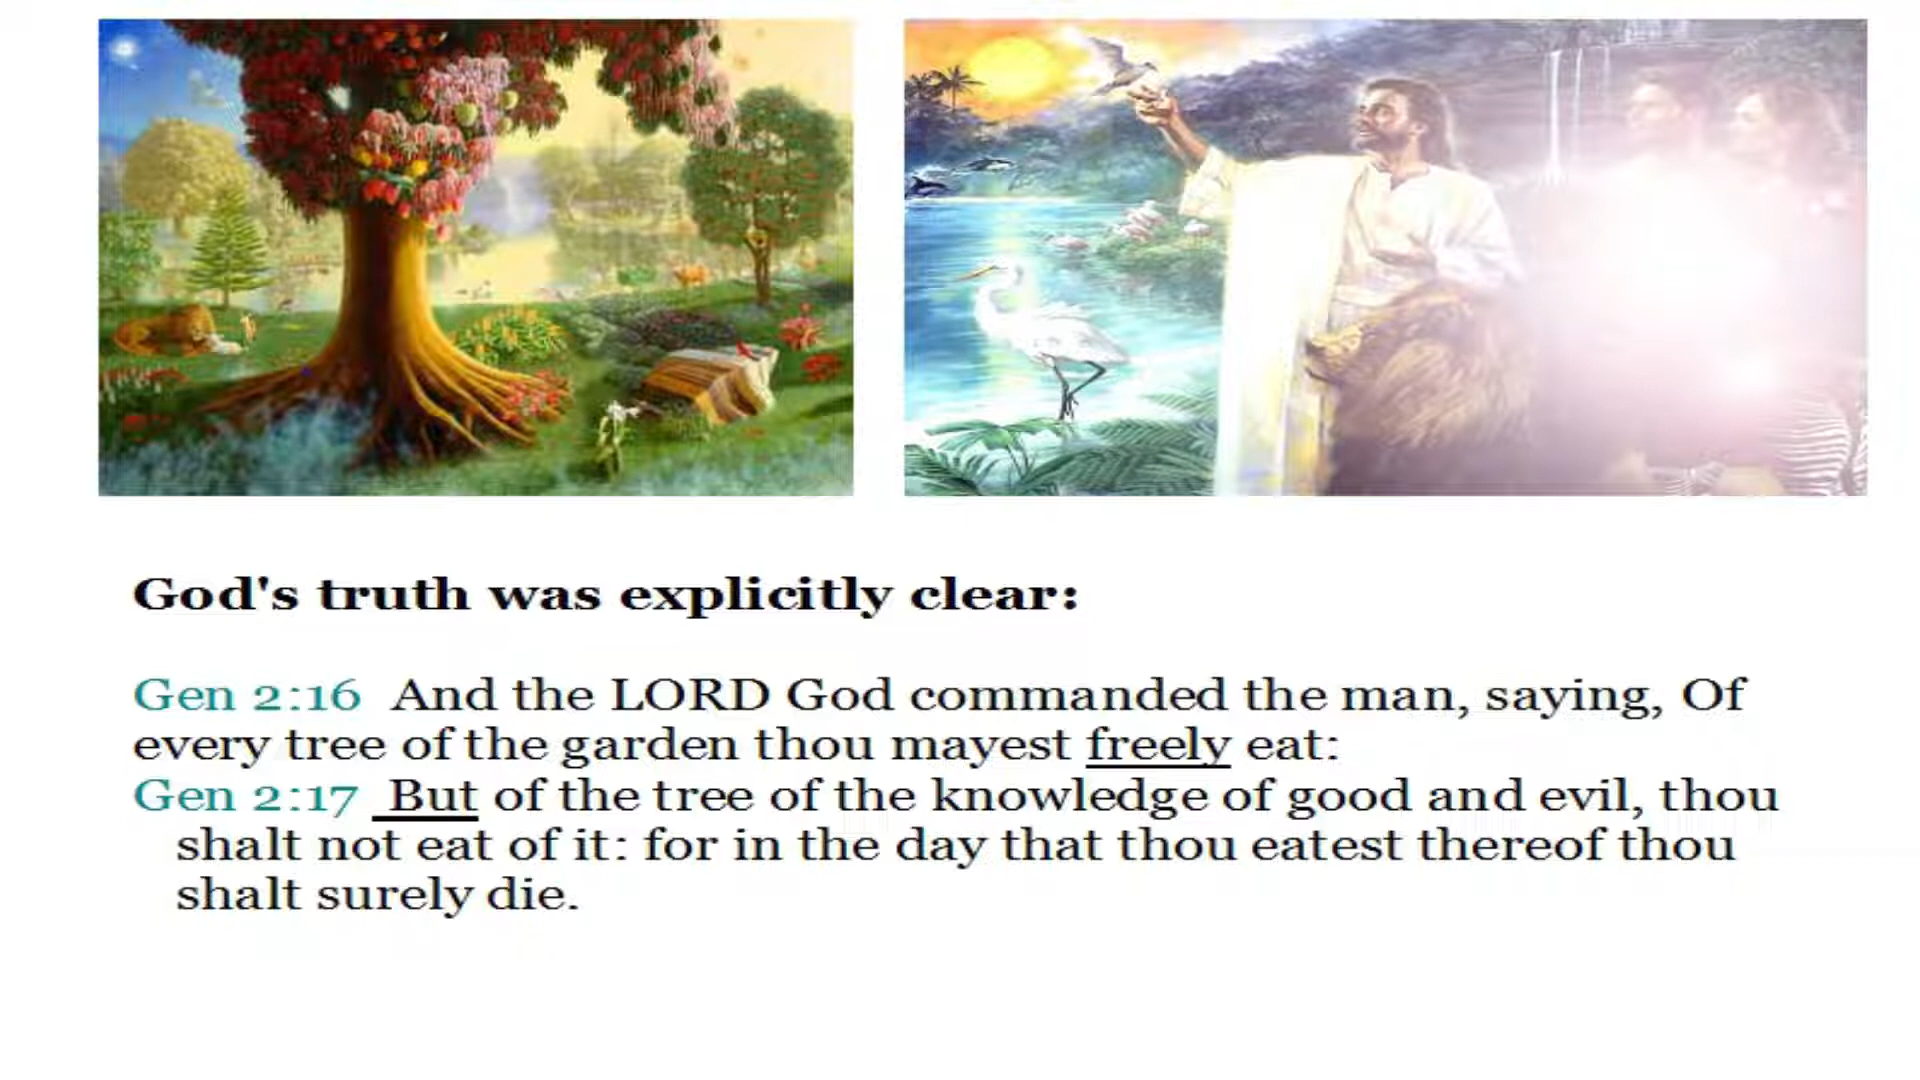 God's truth was explicitly clear:
Gen 2:16 And the LORD God commanded the man, saying, Of
every tree of the garden thou mayest freely eat:
Gen 2:17 But of the tree of the knowledge of good and evil, thou
shalt not eat of it: for in the day that thou eatest thereof thou
shalt surely die.